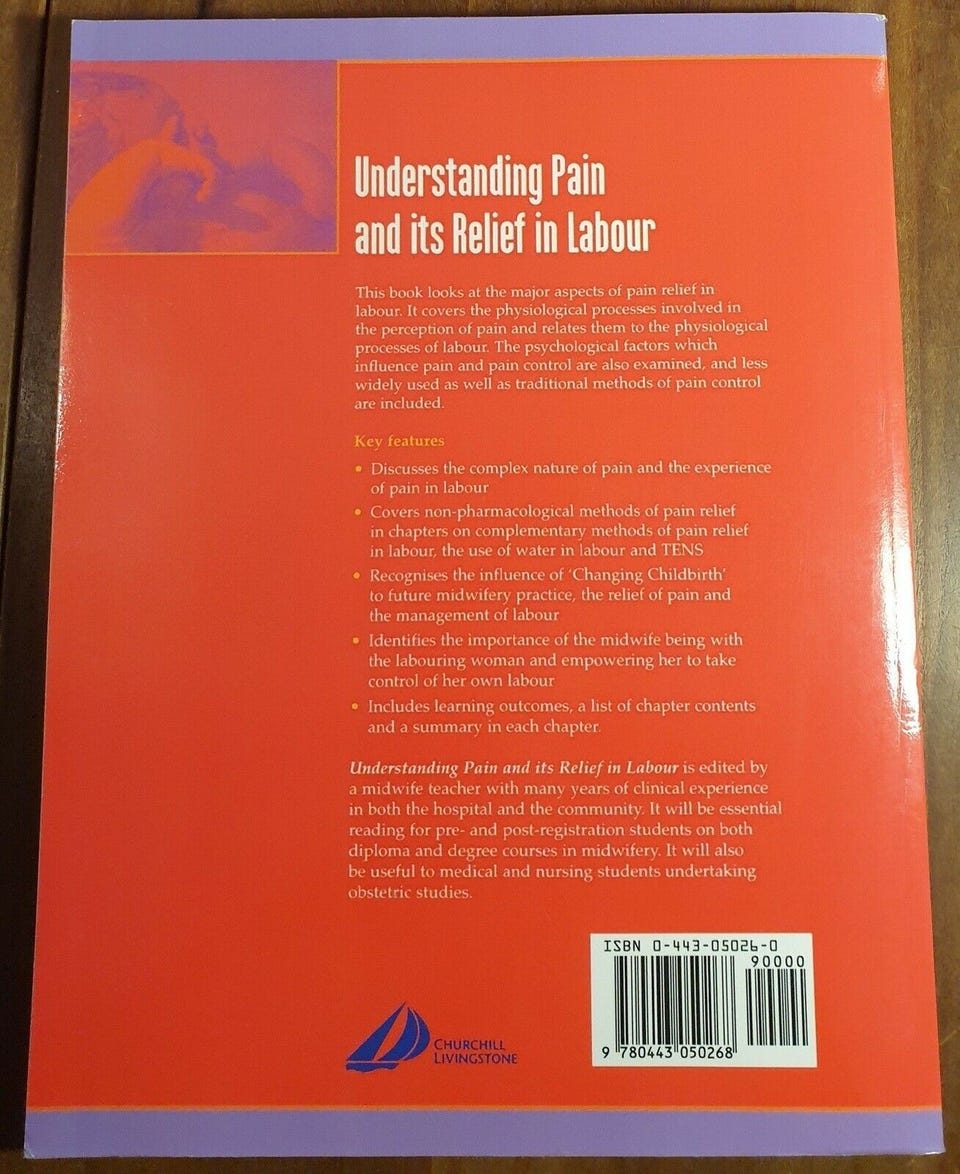 Understanding Pain
and its Relief in Labour
This book looks at the major aspects of pain relief in
labour. It covers the physiological processes involved in
the perception of pain and relates them to the physiological
processes of labour. The psychological factors which
influence pain and pain control are also examined, and less
widely used as well as traditional methods of pain control
are included.
Key features
• Discusses the complex nature of pain and the experience
of pain in labour
• Covers non-pharmacological methods of pain relief
in chapters on complementary methods of pain relief
in labour, the use of water in labour and TENS
• Recognises the influence of ‘Changing Childbirth’
to future midwifery practice, the relief of pain and
the management of labour
• Identifies the importance of the midwife being with
the labouring woman and empowering her to take
control of her own labour
• Includes learning outcomes, a list of chapter contents
and a summary in each chapter.
Understanding Pain and its Relief in Labour is edited by
a midwife teacher with many years of clinical experience
in both the hospital and the community. It will be essential
reading for pre- and post-registration students on both
diploma and degree courses in midwifery. It will also
be useful to medical and nursing students undertaking
obstetric studies.
ISBN 0-443-05026-0
90000
9 780443 050268
CHURCHILL
LIVINGSTONE